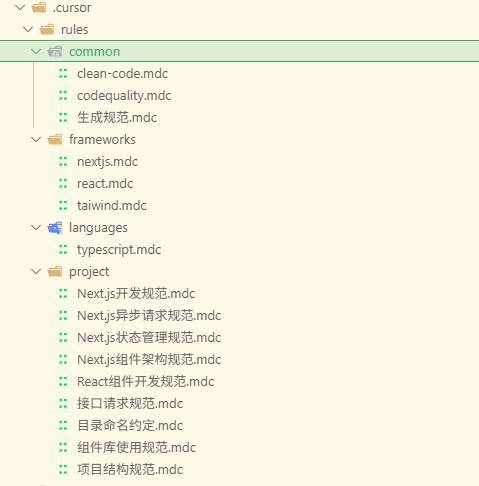 .cursor
rules
common
clean-code.mdc
codequality.mdc
生成规范.mdc
frameworks
nextjs.mdc
react.mdc
taiwind.mdc
languages
typescript.mdc
project
Next.js开发规范.mdc
Next.js异步请求规范.mdc
Next.js状态管理规范.mdc
Next.js组件架构规范.mdc
React组件开发规范.mdc
接口请求规范.mdc
目录命名约定.mdc
组件库使用规范.mdc
项目结构规范.mdc